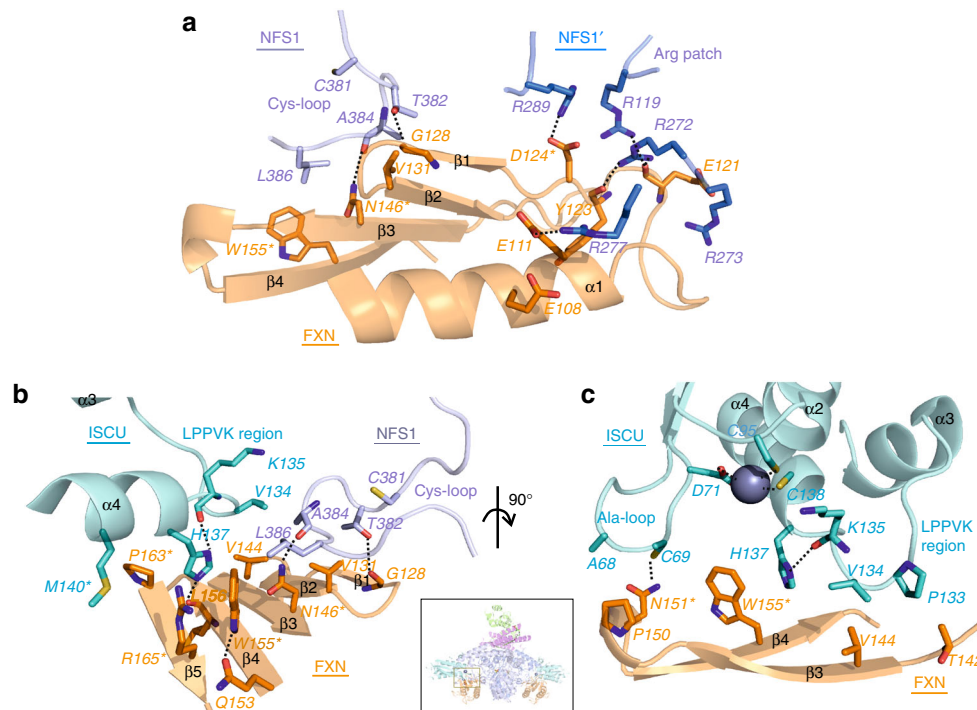 a
NFS1
NFS1′
Arg patch
C381
Cys-loop
T382
R289
R119
A384
R272
G128
D124*
E121
β1
L386
V131
β2
N146*
Y123
β3
W155*
E111
R277
R273
β4
α1
E108
FXN
b
α3
ISCU
LPPVK region
NFS1
K135
C381
α4
V134
A384
Cys-loop
T382
90°
H137
L386
V144
P163*
V131
G128
β2
β1
M140*
L156
N146*
β3
W155*
R165*
β4
FXN
β5
Q153
c
α4
α2
α3
ISCU
C95
D71
C138
Ala-loop
K135
H137
LPPVK
region
A68
C69
V134
N151*
W155*
P133
P150
β4
V144
β3
T142
FXN